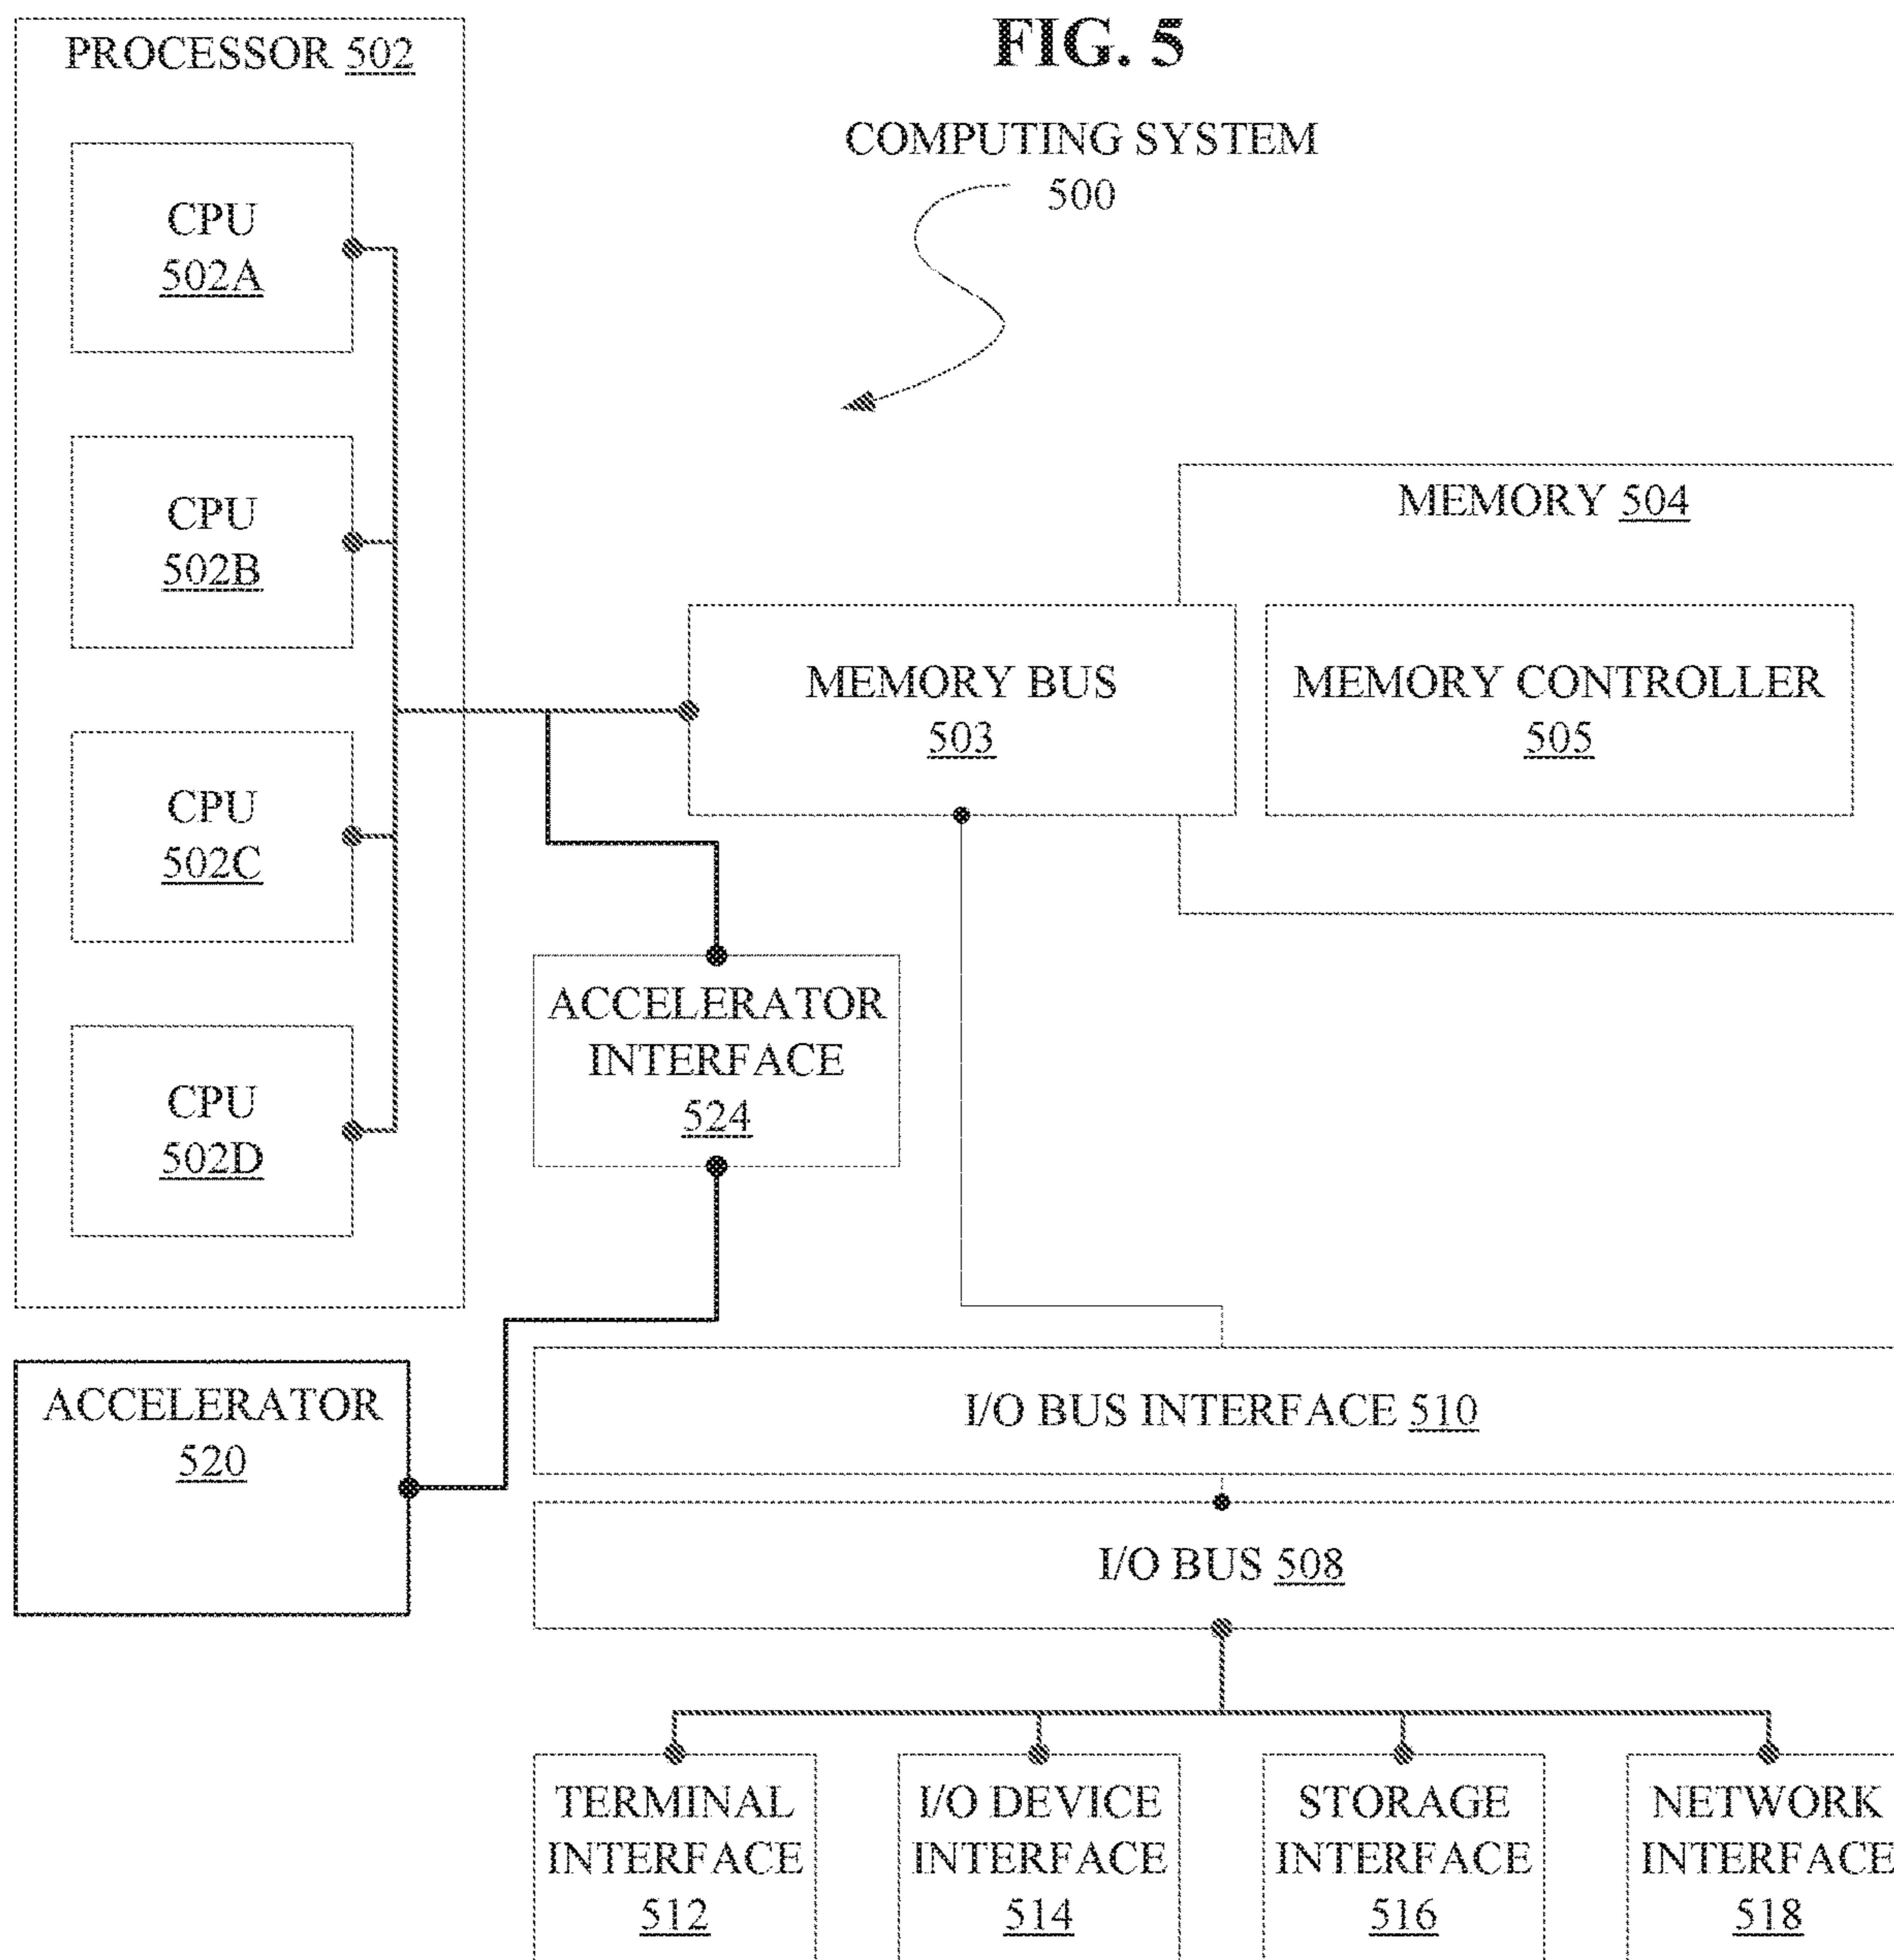 FIG. 5
COMPUTING SYSTEM
500
PROCESSOR 502
CPU
502A
CPU
502B
CPU
502C
CPU
502D
MEMORY 504
MEMORY BUS
503
MEMORY CONTROLLER
505
ACCELERATOR
INTERFACE
524
ACCELERATOR
520
I/O BUS INTERFACE 510
I/O BUS 508
TERMINAL
INTERFACE
512
I/O DEVICE
INTERFACE
514
STORAGE
INTERFACE
516
NETWORK
INTERFACE
518